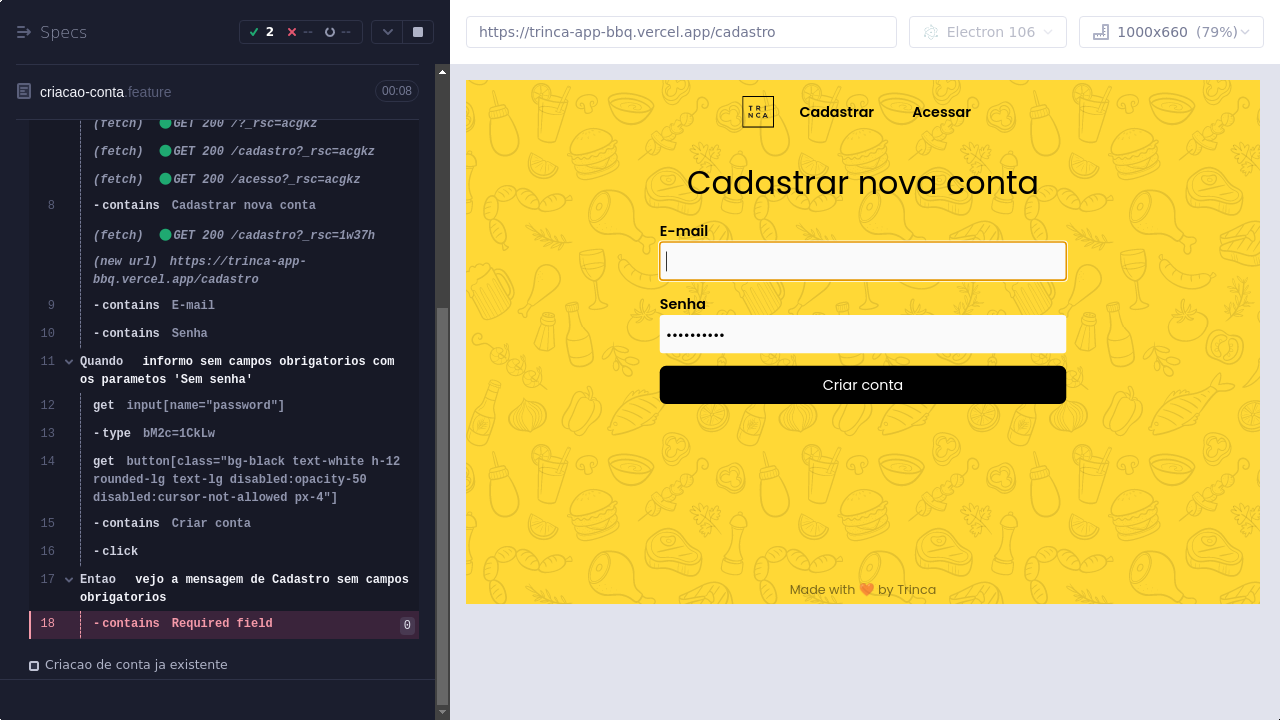 Specs
2
--
--
criacao-conta.feature
00:08
(fetch) GET 200 /?_rsc=acgkz
(fetch) GET 200 /cadastro?_rsc=acgkz
(fetch) GET 200 /acesso?_rsc=acgkz
8 -contains Cadastrar nova conta
(fetch) GET 200 /cadastro?_rsc=1w37h
(new url) https://trinca-app-
bbq.vercel.app/cadastro
9 -contains E-mail
10 -contains Senha
11 Quando informo sem campos obrigatorios com
os parametos 'Sem senha'
12 get input[name="password"]
13 -type bM2c=1CkLw
14 get button[class="bg-black text-white h-12
rounded-lg text-lg disabled:opacity-50
disabled:cursor-not-allowed px-4"]
15 -contains Criar conta
16 -click
17 Entao vejo a mensagem de Cadastro sem campos
obrigatorios
18 -contains Required field 0
Criacao de conta ja existente
https://trinca-app-bbq.vercel.app/cadastro
Electron 106
1000x660 (79%)
TRI
NCA
Cadastrar
Acessar
Cadastrar nova conta
E-mail
Senha
••••••••••
Criar conta
Made with 🧡 by Trinca